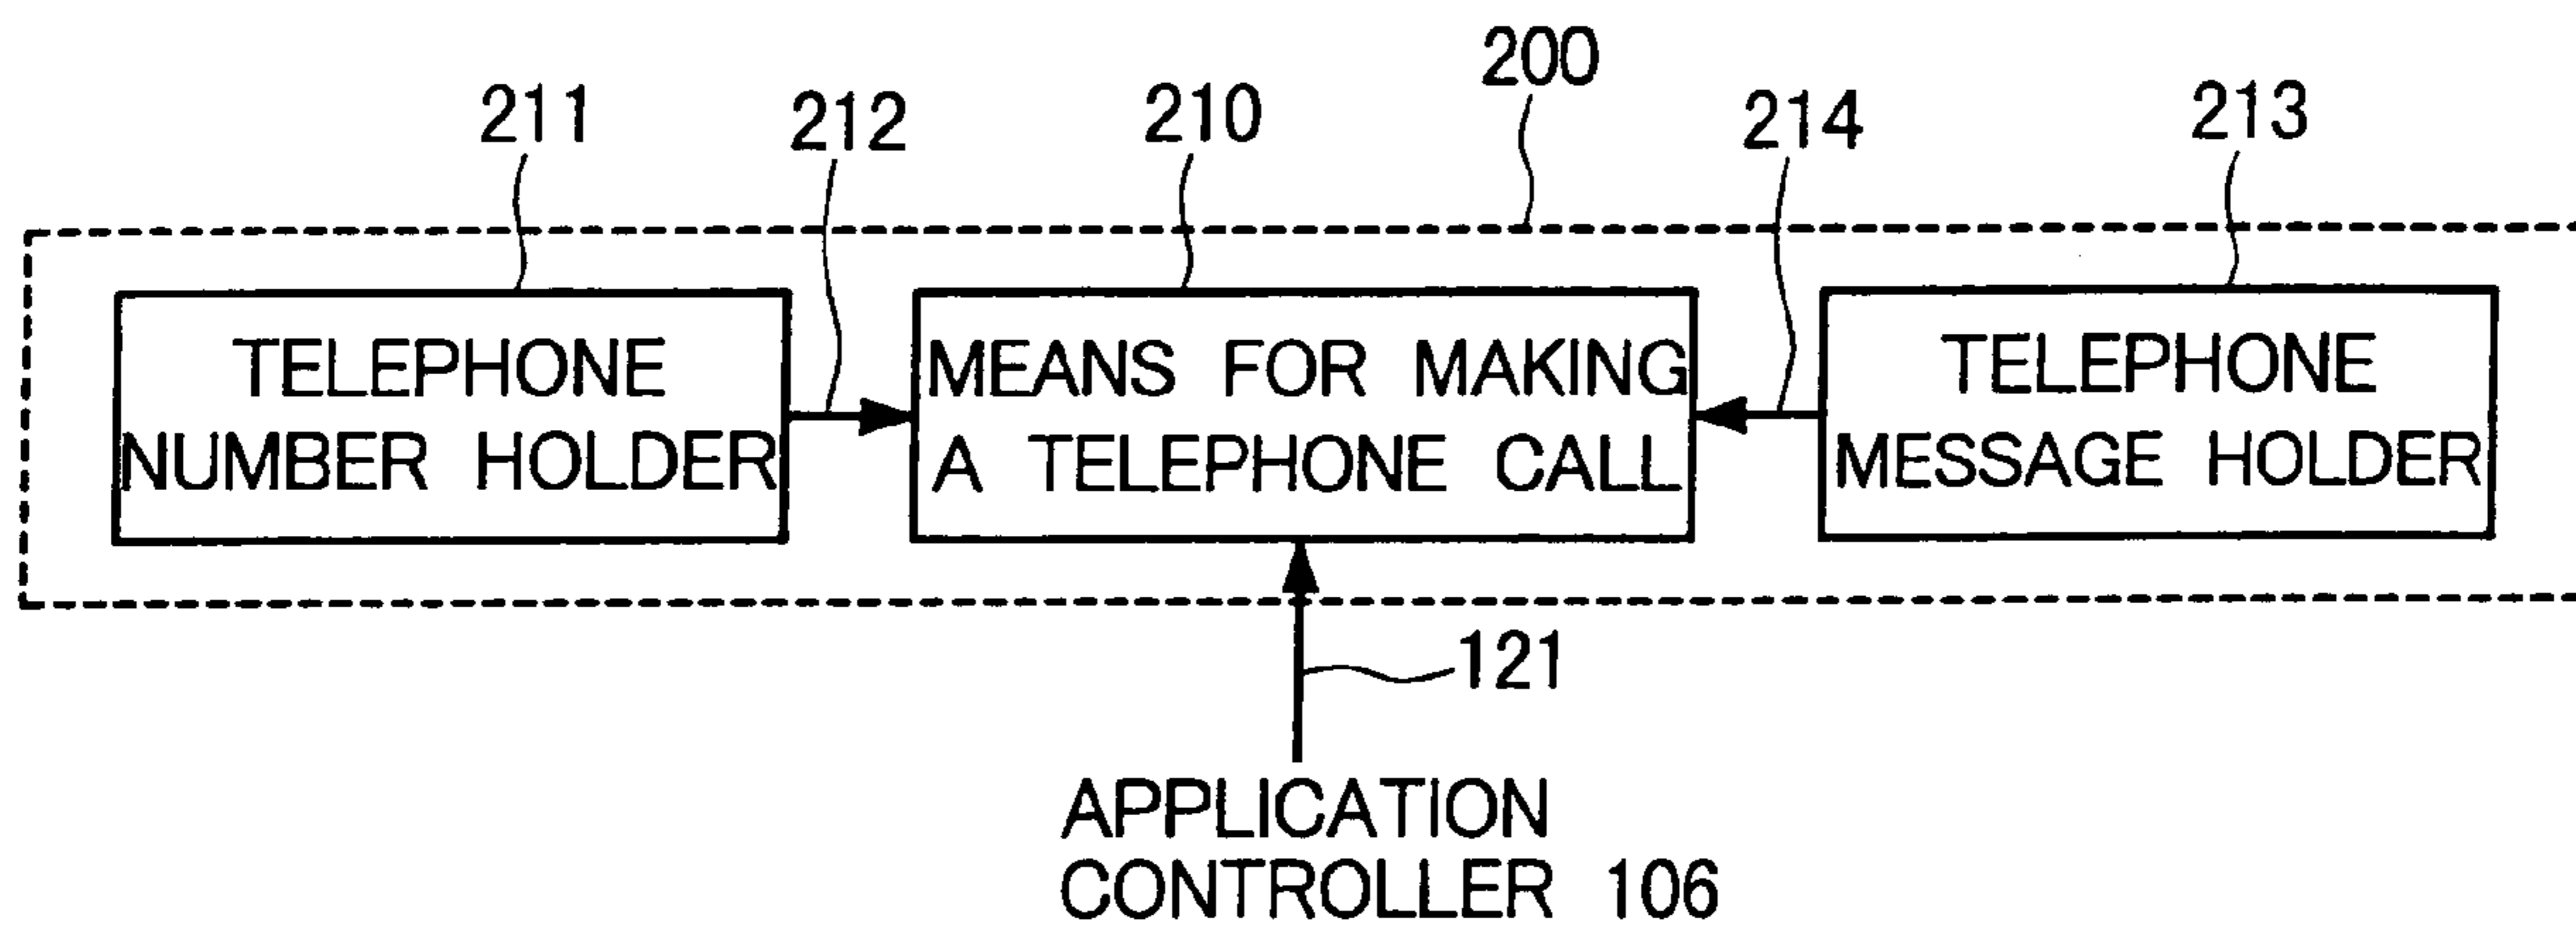 200
211 212 210 214 213
TELEPHONE
NUMBER HOLDER
MEANS FOR MAKING
A TELEPHONE CALL
TELEPHONE
MESSAGE HOLDER
121
APPLICATION
CONTROLLER 106